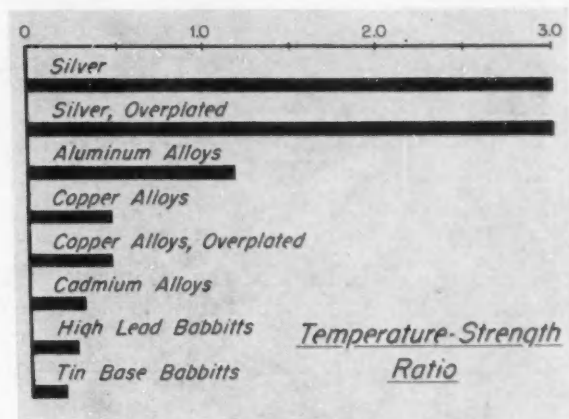 0 1.0 2.0 3.0
Silver
Silver, Overplated
Aluminum Alloys
Copper Alloys
Copper Alloys, Overplated
Cadmium Alloys
High Lead Babbitts
Temperature-Strength
Ratio
Tin Base Babbitts